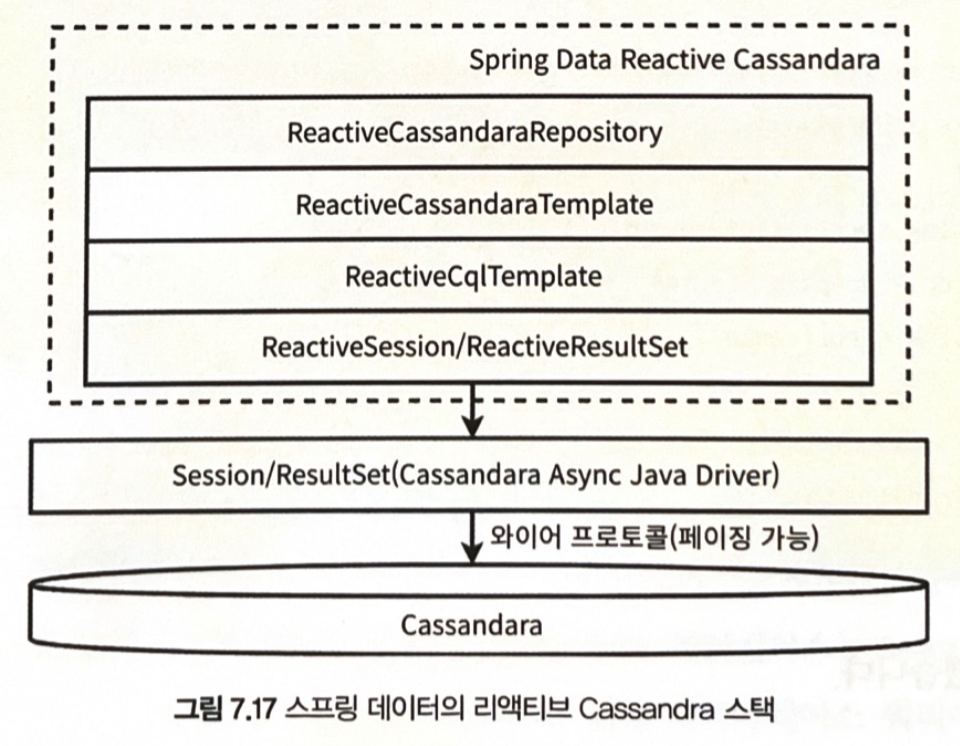 Spring Data Reactive Cassandara
ReactiveCassandaraRepository
ReactiveCassandaraTemplate
ReactiveCqlTemplate
ReactiveSession/ReactiveResultSet
Session/ResultSet(Cassandara Async Java Driver)
와이어 프로토콜(페이징 가능)
Cassandara
그림 7.17 스프링 데이터의 리액티브 Cassandra 스택